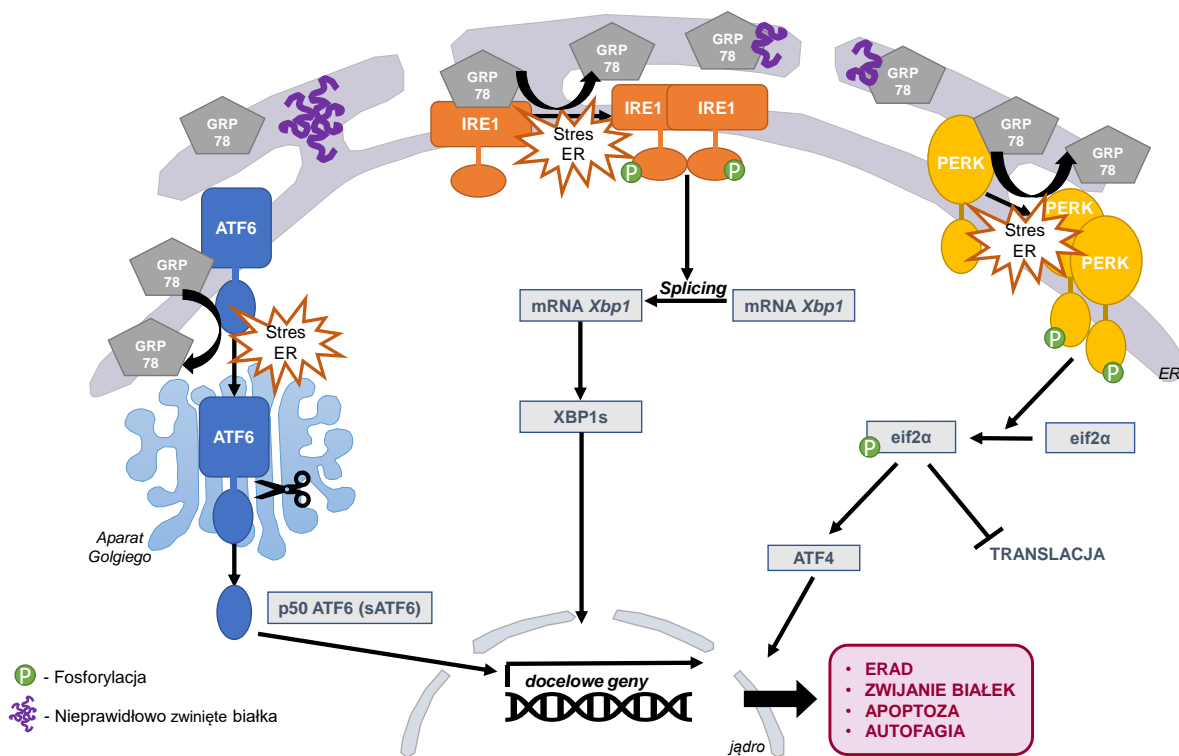 GRP
78
GRP
78
GRP
78
GRP
78
GRP
78
IRE1
Stres
ER
IRE1
IRE1
P
P
GRP
78
GRP
78
PERK
Stres
ER
PERK
PERK
P
P
ER
ATF6
GRP
78
GRP
78
Stres
ER
ATF6
Aparat
Golgiego
p50 ATF6 (sATF6)
mRNA Xbp1
Splicing
mRNA Xbp1
XBP1s
P
eif2α
eif2α
ATF4
TRANSLACJA
docelowe geny
jądro
• ERAD
• ZWIJANIE BIAŁEK
• APOPTOZA
• AUTOFAGIA
P - Fosforylacja
- Nieprawidłowo zwinięte białka